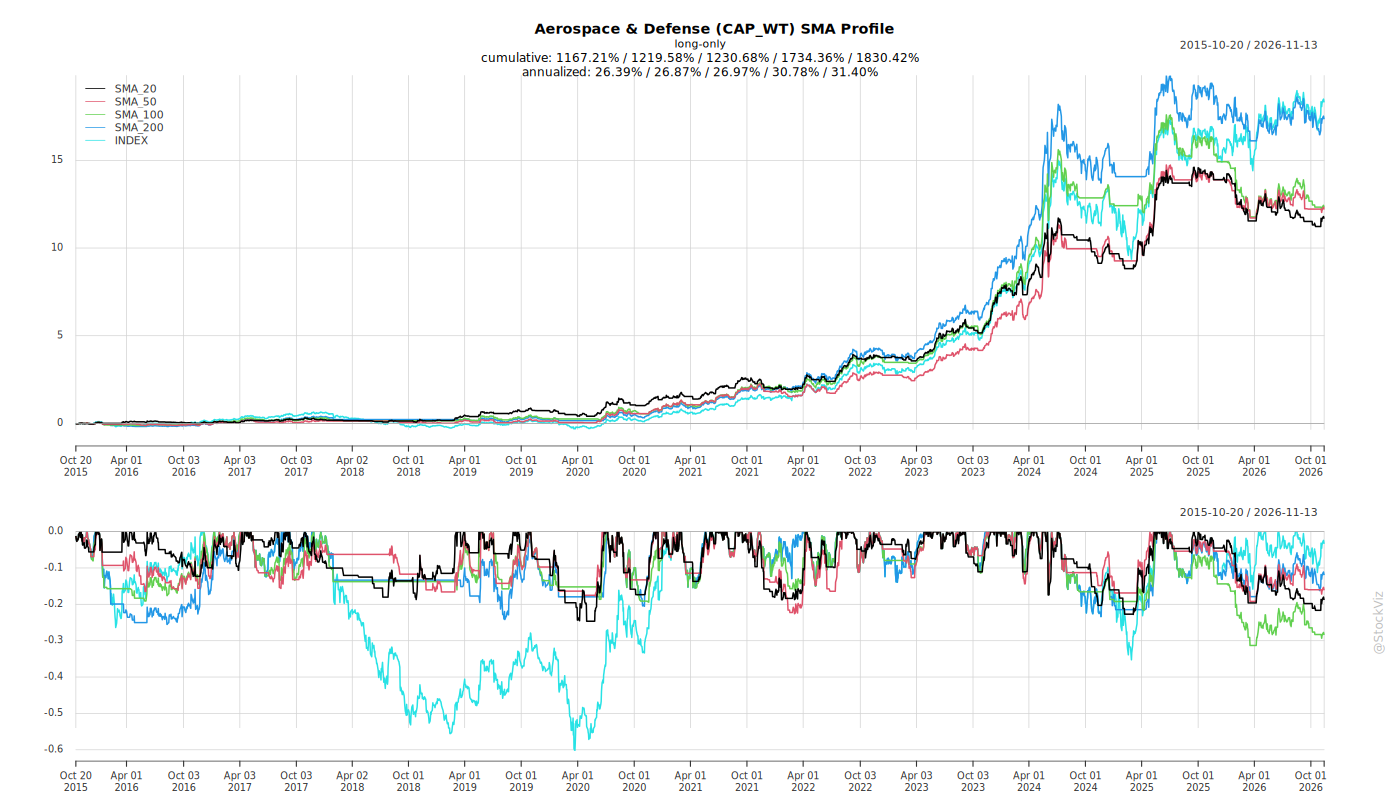 Aerospace & Defense (CAP_WT) SMA Profile
long-only
cumulative: 1167.21% / 1219.58% / 1230.68% / 1734.36% / 1830.42%
annualized: 26.39% / 26.87% / 26.97% / 30.78% / 31.40%
2015-10-20 / 2026-11-13
SMA_20
SMA_50
SMA_100
SMA_200
INDEX
15
10
5
0
Oct 20 Apr 01 Oct 03 Apr 03 Oct 03 Apr 02 Oct 01 Apr 01 Oct 01 Apr 01 Oct 01 Apr 01 Oct 01 Apr 01 Oct 03 Apr 03 Oct 03 Apr 01 Oct 01 Apr 01 Oct 01 Apr 01 Oct 01
2015 2016 2016 2017 2017 2018 2018 2019 2019 2020 2020 2021 2021 2022 2022 2023 2023 2024 2024 2025 2025 2026 2026
2015-10-20 / 2026-11-13
0.0
-0.1
-0.2
-0.3
-0.4
-0.5
-0.6
Oct 20 Apr 01 Oct 03 Apr 03 Oct 03 Apr 02 Oct 01 Apr 01 Oct 01 Apr 01 Oct 01 Apr 01 Oct 01 Apr 01 Oct 03 Apr 03 Oct 03 Apr 01 Oct 01 Apr 01 Oct 01 Apr 01 Oct 01
2015 2016 2016 2017 2017 2018 2018 2019 2019 2020 2020 2021 2021 2022 2022 2023 2023 2024 2024 2025 2025 2026 2026
@StockViz